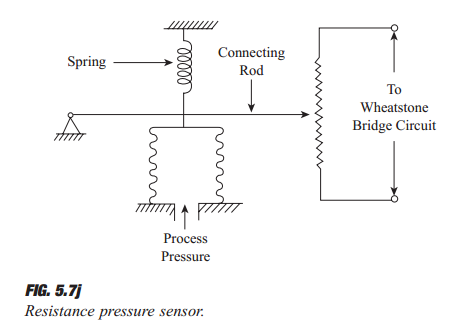 Spring
Connecting
Rod
To
Wheatstone
Bridge Circuit
Process
Pressure
FIG. 5.7j
Resistance pressure sensor.